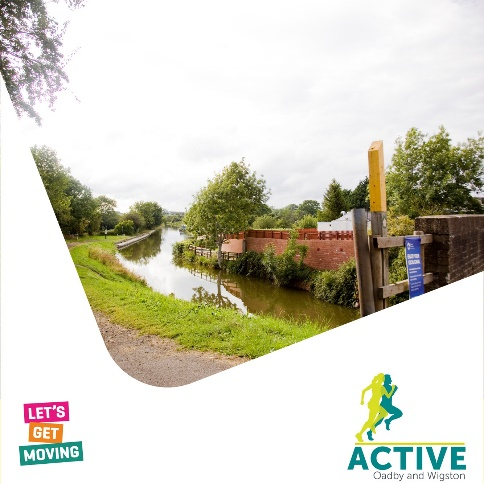 LET'S
GET
MOVING
ACTIVE
Oadby and Wigston